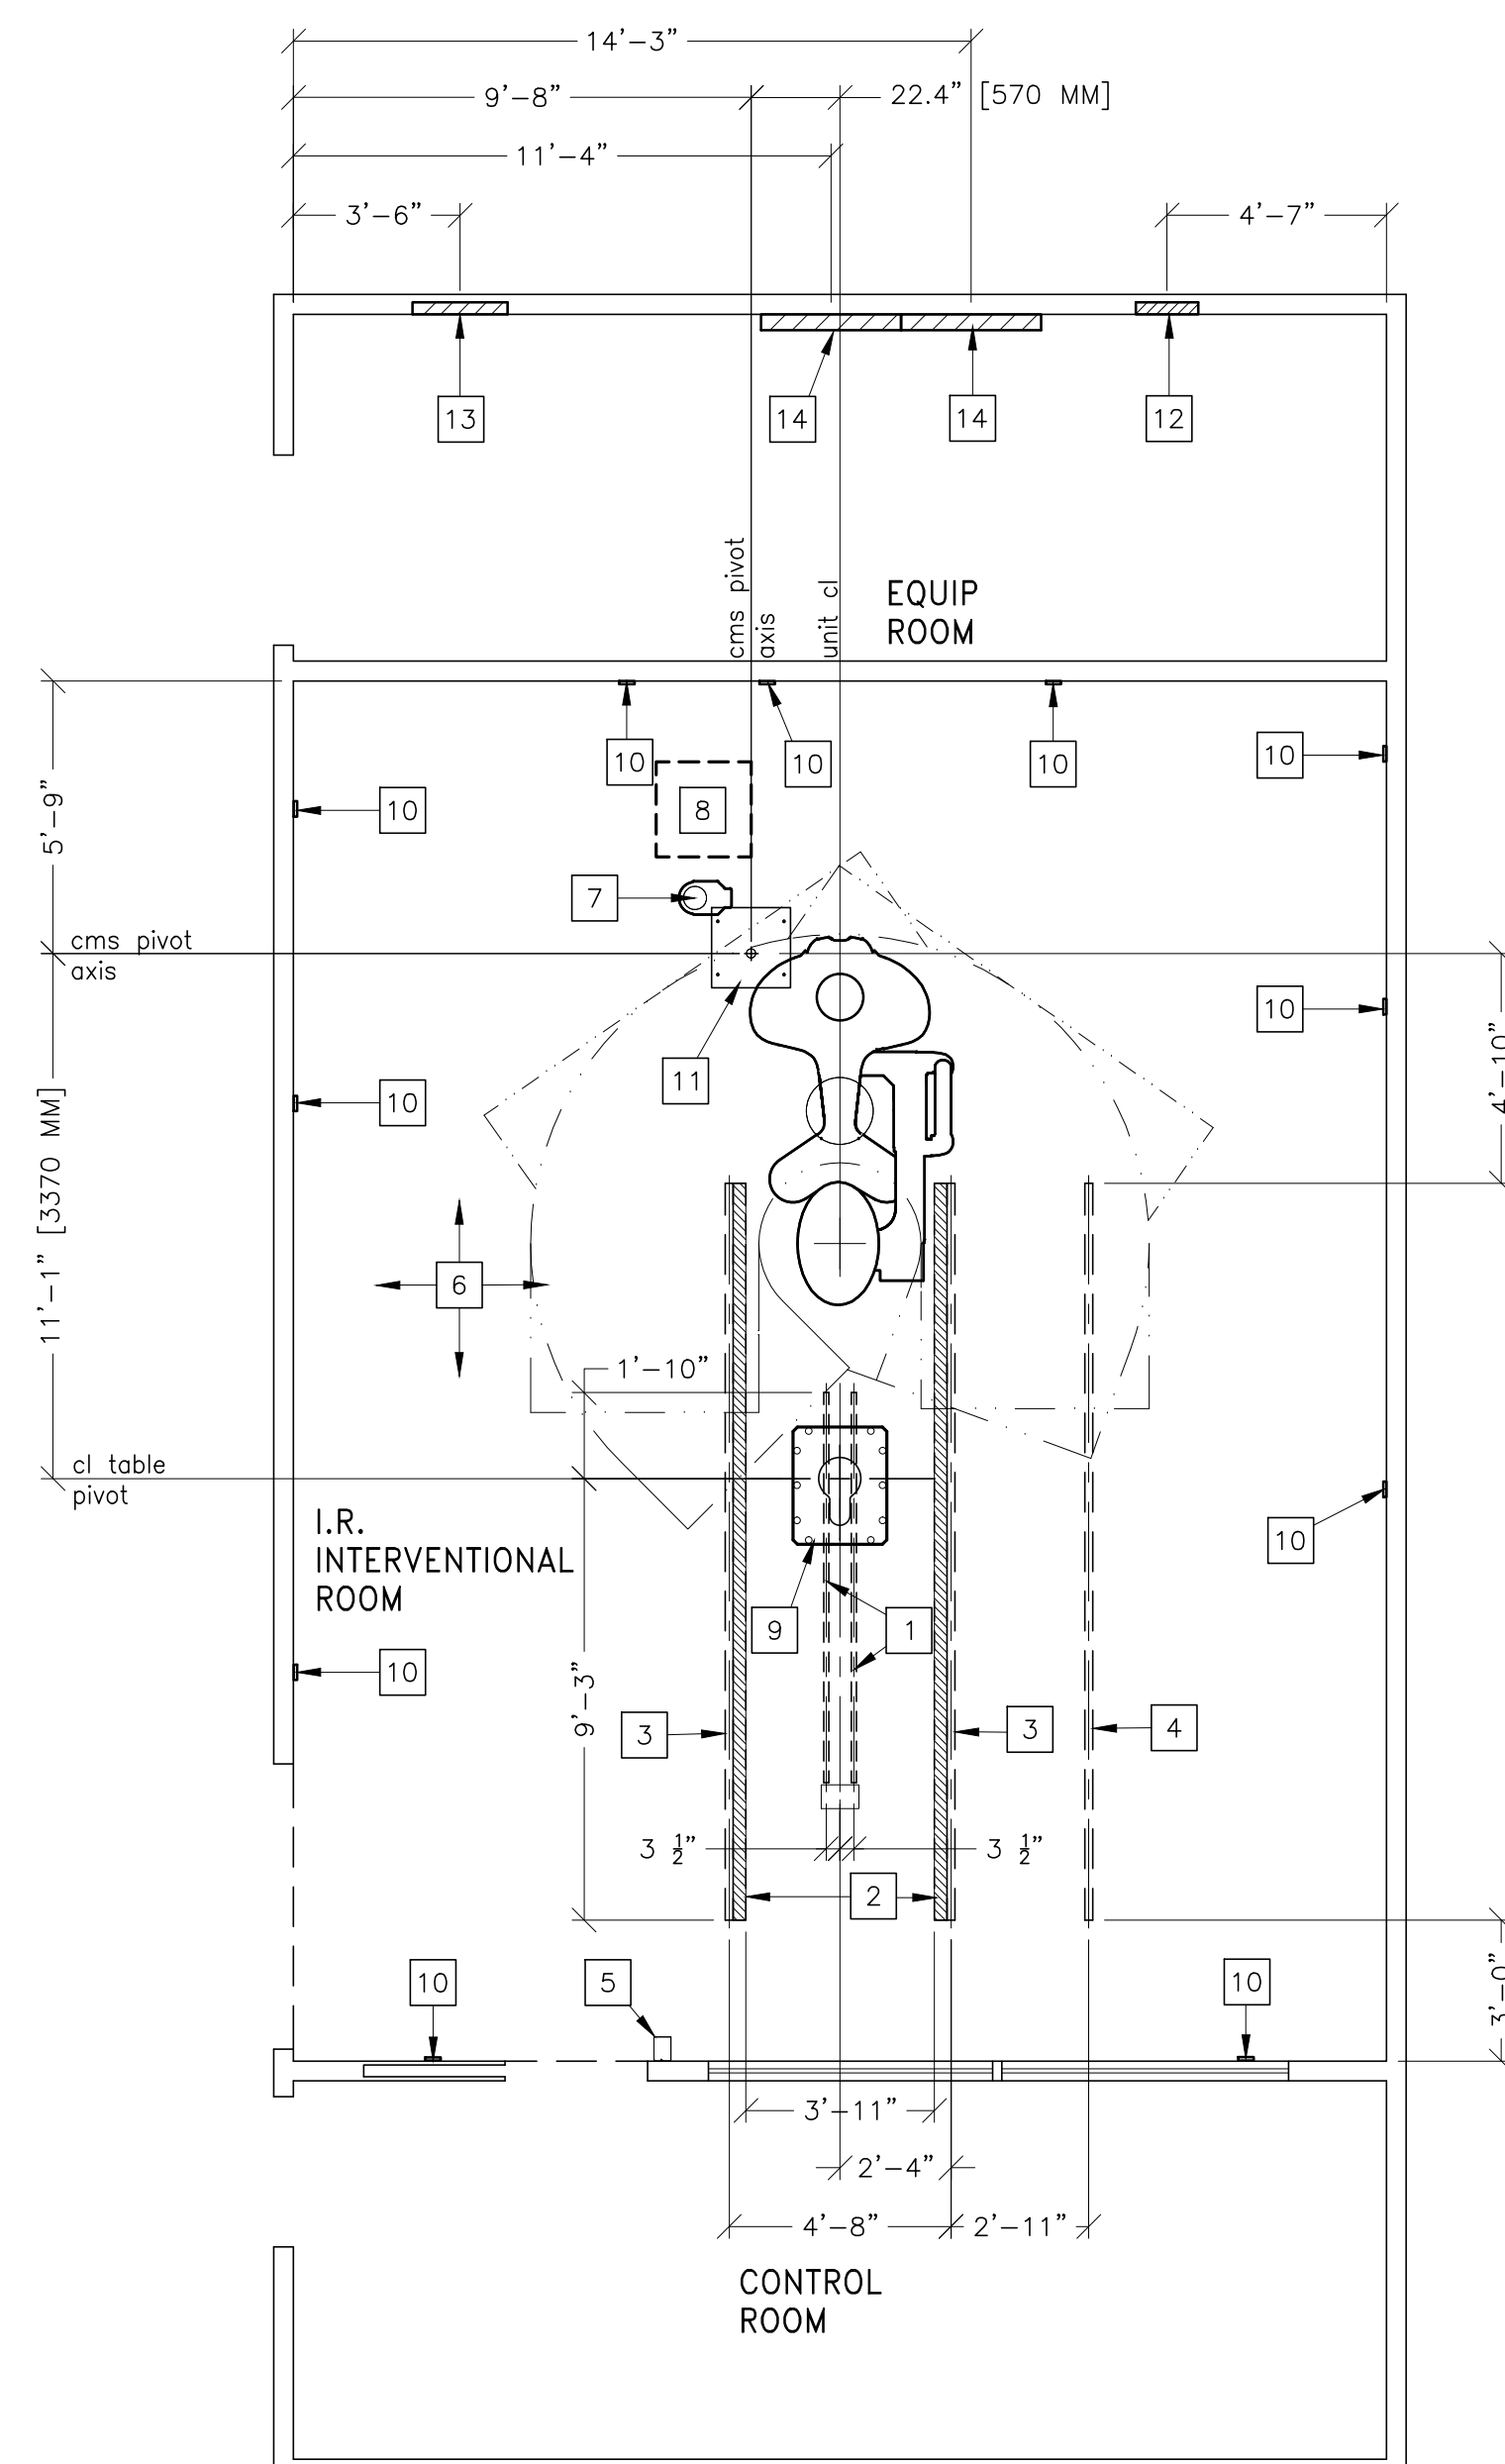 14'-3"
9'-8"
22.4" [570 MM]
11'-4"
3'-6"
4'-7"
13
14
14
12
cms pivot
axis
unit cl
EQUIP
ROOM
10
10
10
10
10
8
5'-9"
7
cms pivot
axis
10
11
10
4'-10"
11'-1" [3370 MM]
6
1'-10"
cl table
pivot
I.R.
INTERVENTIONAL
ROOM
10
9
1
10
9'-3"
3
3
4
3 ½"
3 ½"
2
10
5
10
3'-0"
3'-11"
2'-4"
4'-8"
2'-11"
CONTROL
ROOM